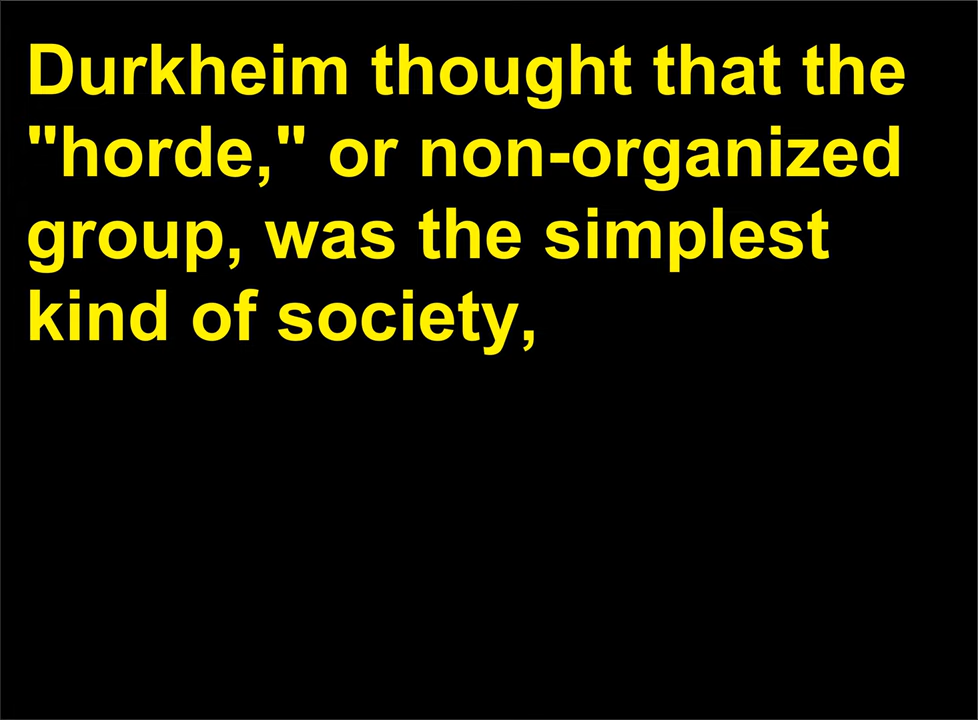 Durkheim thought that the
"horde," or non-organized
group, was the simplest
kind of society,